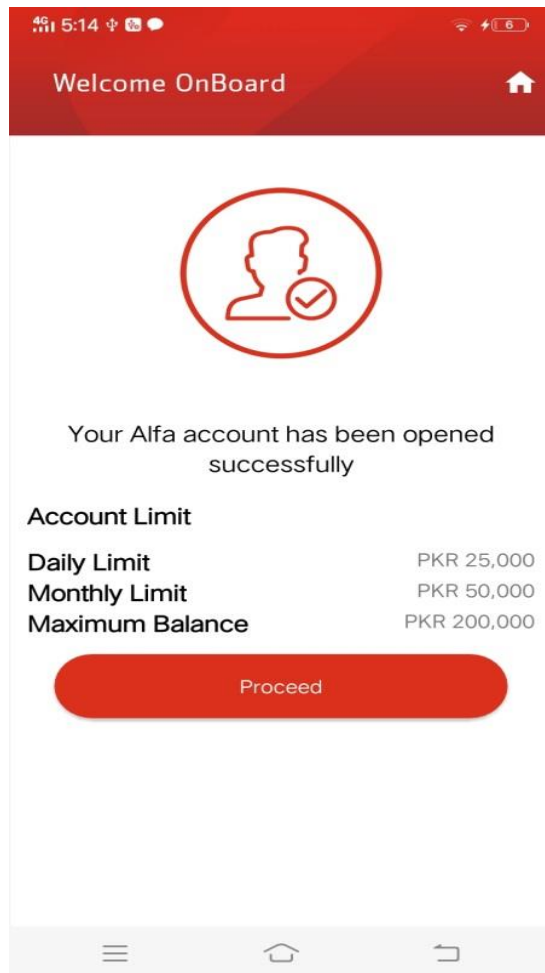 4G 5:14
6
Welcome OnBoard
Your Alfa account has been opened
successfully
Account Limit
Daily Limit PKR 25,000
Monthly Limit PKR 50,000
Maximum Balance PKR 200,000
Proceed